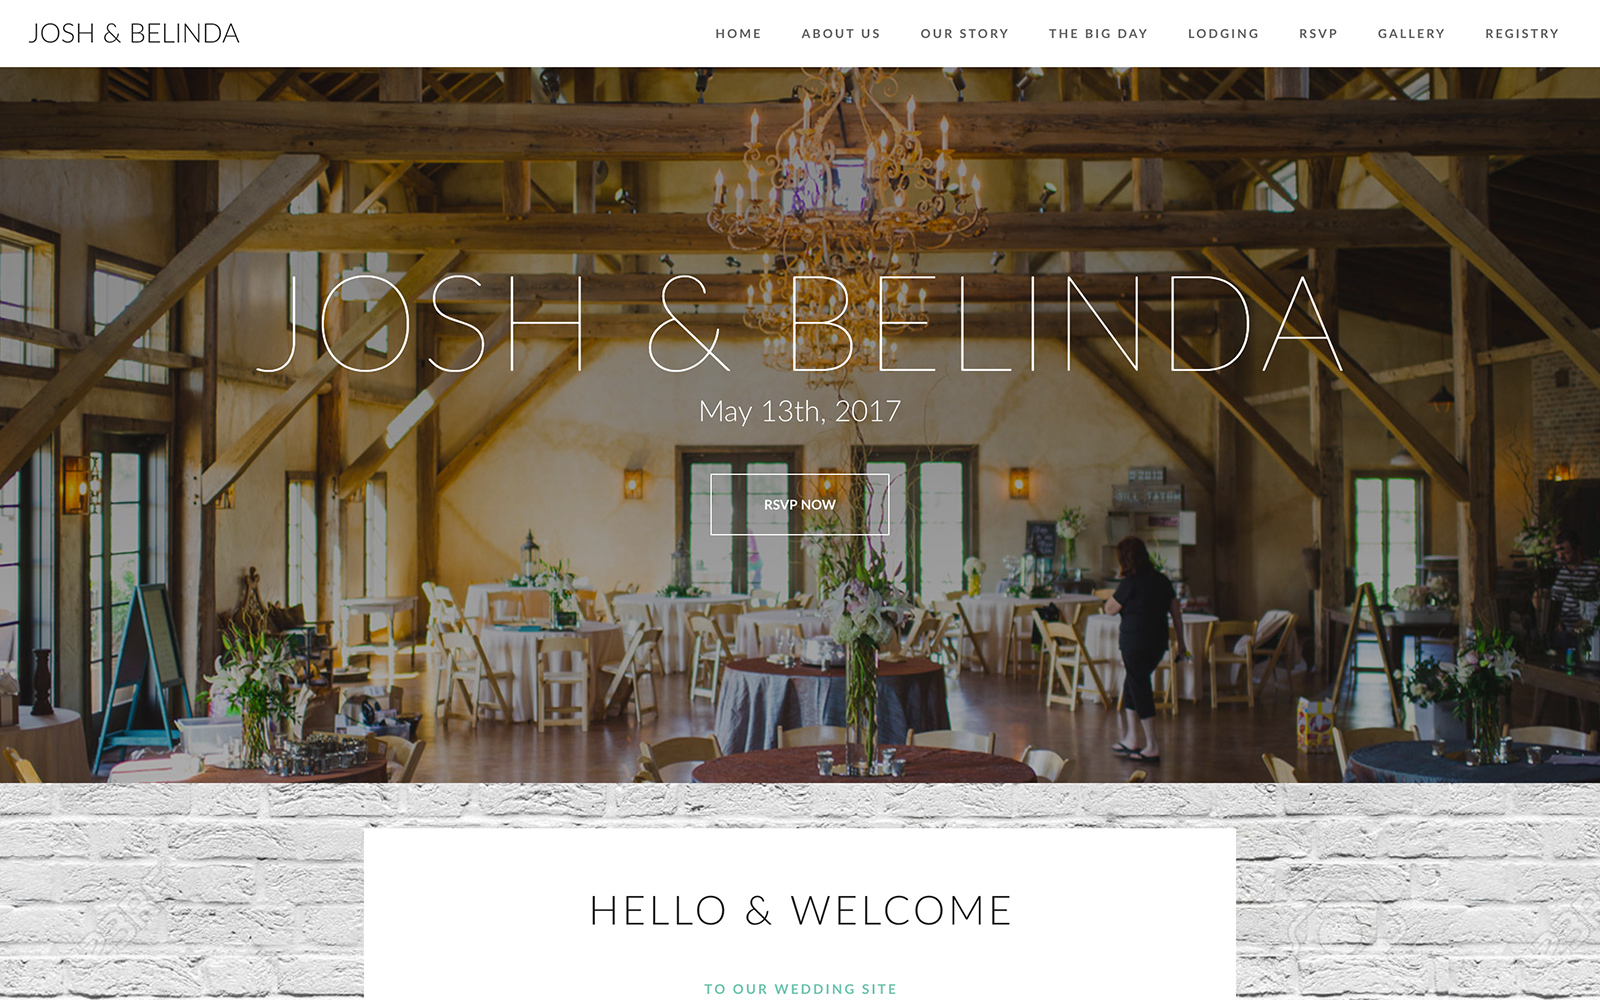 JOSH & BELINDA
HOME ABOUT US OUR STORY THE BIG DAY LODGING RSVP GALLERY REGISTRY
JOSH & BELINDA
May 13th, 2017
RSVP NOW
HELLO & WELCOME
TO OUR WEDDING SITE